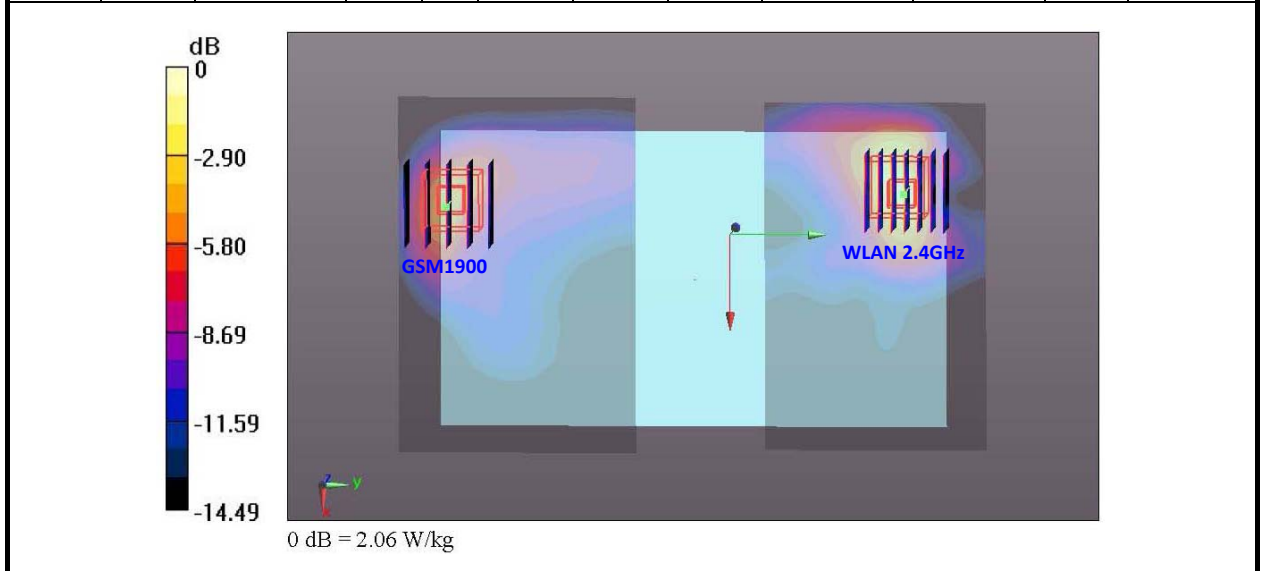 dB
0
-2.90
-5.80
-8.69
-11.59
-14.49
GSM1900
WLAN 2.4GHz
z
y
x
0 dB = 2.06 W/kg